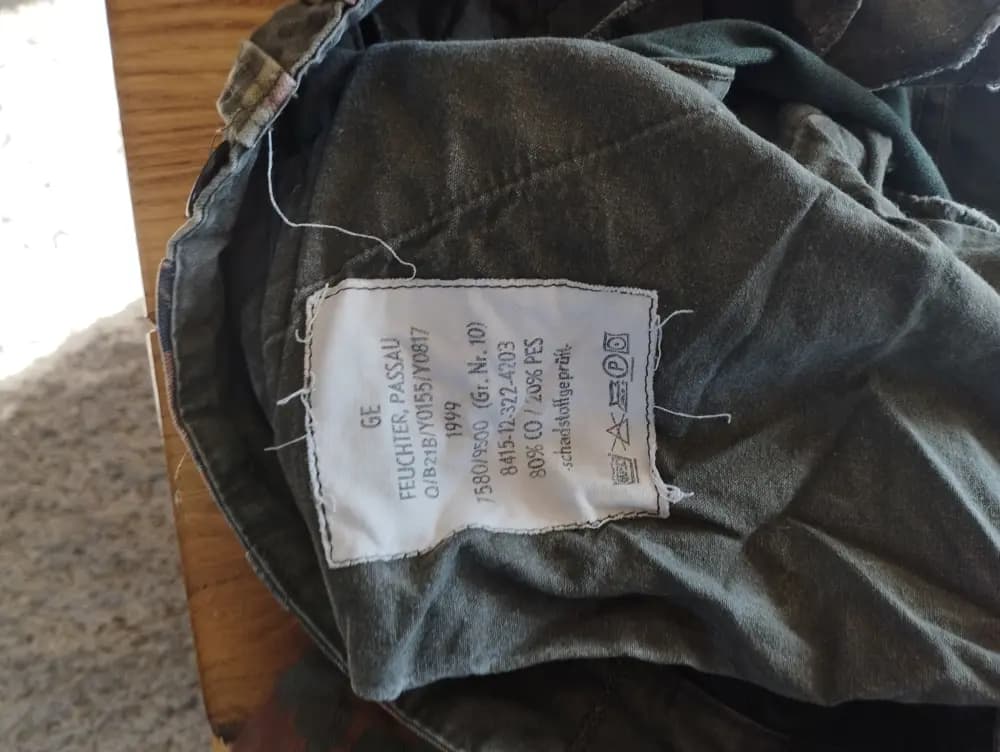 GE
FEUCHTER, PASSAU
Q/B21B/Y0155/Y0817
1999
7580/9500 (Gr. Nr. 10)
8415-12-322-4203
80% CO / 20% PES
-schadstoffgeprüft-
P